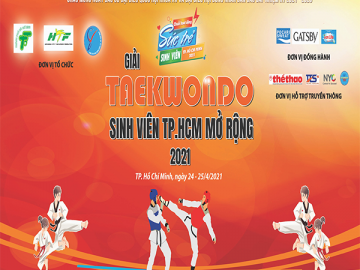 Sức trẻ
SINH VIÊN
HTF
GATSBY
ĐƠN VỊ TỔ CHỨC
ĐƠN VỊ ĐỒNG HÀNH
thethao
TCS
NYC
ĐƠN VỊ HỖ TRỢ TRUYỀN THÔNG
GIẢI
TAEKWONDO
SINH VIÊN TP.HCM MỞ RỘNG
2021
TP. Hồ Chí Minh, ngày 24 - 25/4/2021